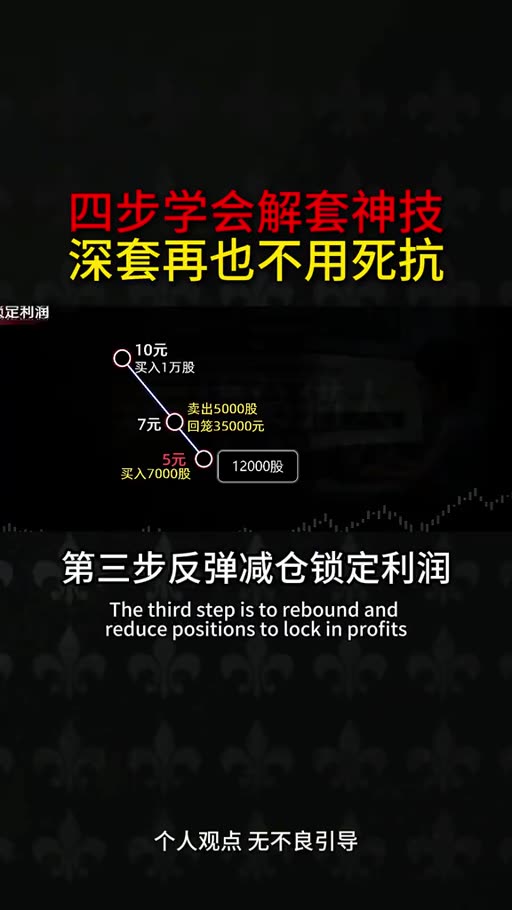 四步学会解套神技
深套再也不用死抗
锁定利润
10元
买入1万股
7元
卖出5000股
回笼35000元
5元
买入7000股
12000股
第三步反弹减仓锁定利润
The third step is to rebound and
reduce positions to lock in profits
个人观点 无不良引导